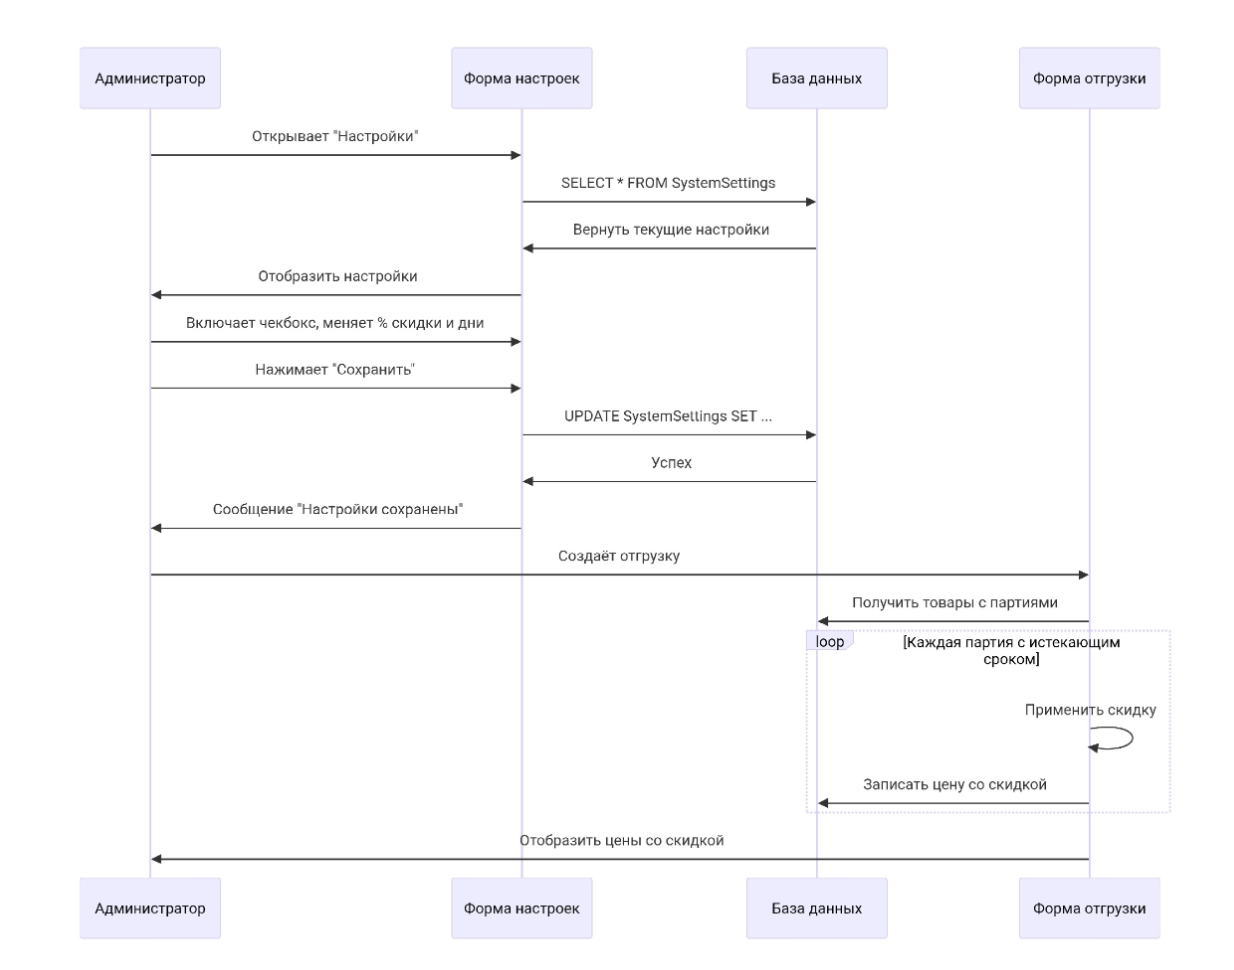 Администратор
Форма настроек
База данных
Форма отгрузки
Открывает "Настройки"
SELECT * FROM SystemSettings
Вернуть текущие настройки
Отобразить настройки
Включает чекбокс, меняет % скидки и дни
Нажимает "Сохранить"
UPDATE SystemSettings SET ...
Успех
Сообщение "Настройки сохранены"
Создаёт отгрузку
Получить товары с партиями
loop
[Каждая партия с истекающим
сроком]
Применить скидку
Записать цену со скидкой
Отобразить цены со скидкой
Администратор
Форма настроек
База данных
Форма отгрузки